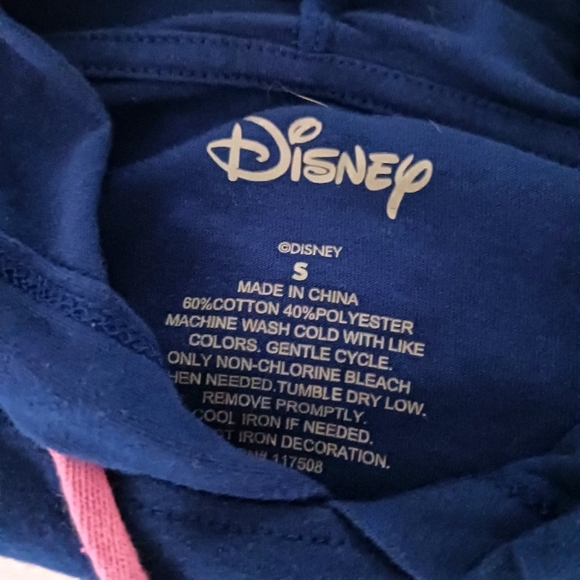 Disney
©DISNEY
S
MADE IN CHINA
60%COTTON 40%POLYESTER
MACHINE WASH COLD WITH LIKE
COLORS. GENTLE CYCLE.
ONLY NON-CHLORINE BLEACH
HEN NEEDED.TUMBLE DRY LOW.
REMOVE PROMPTLY.
COOL IRON IF NEEDED.
IRON DECORATION.
117508